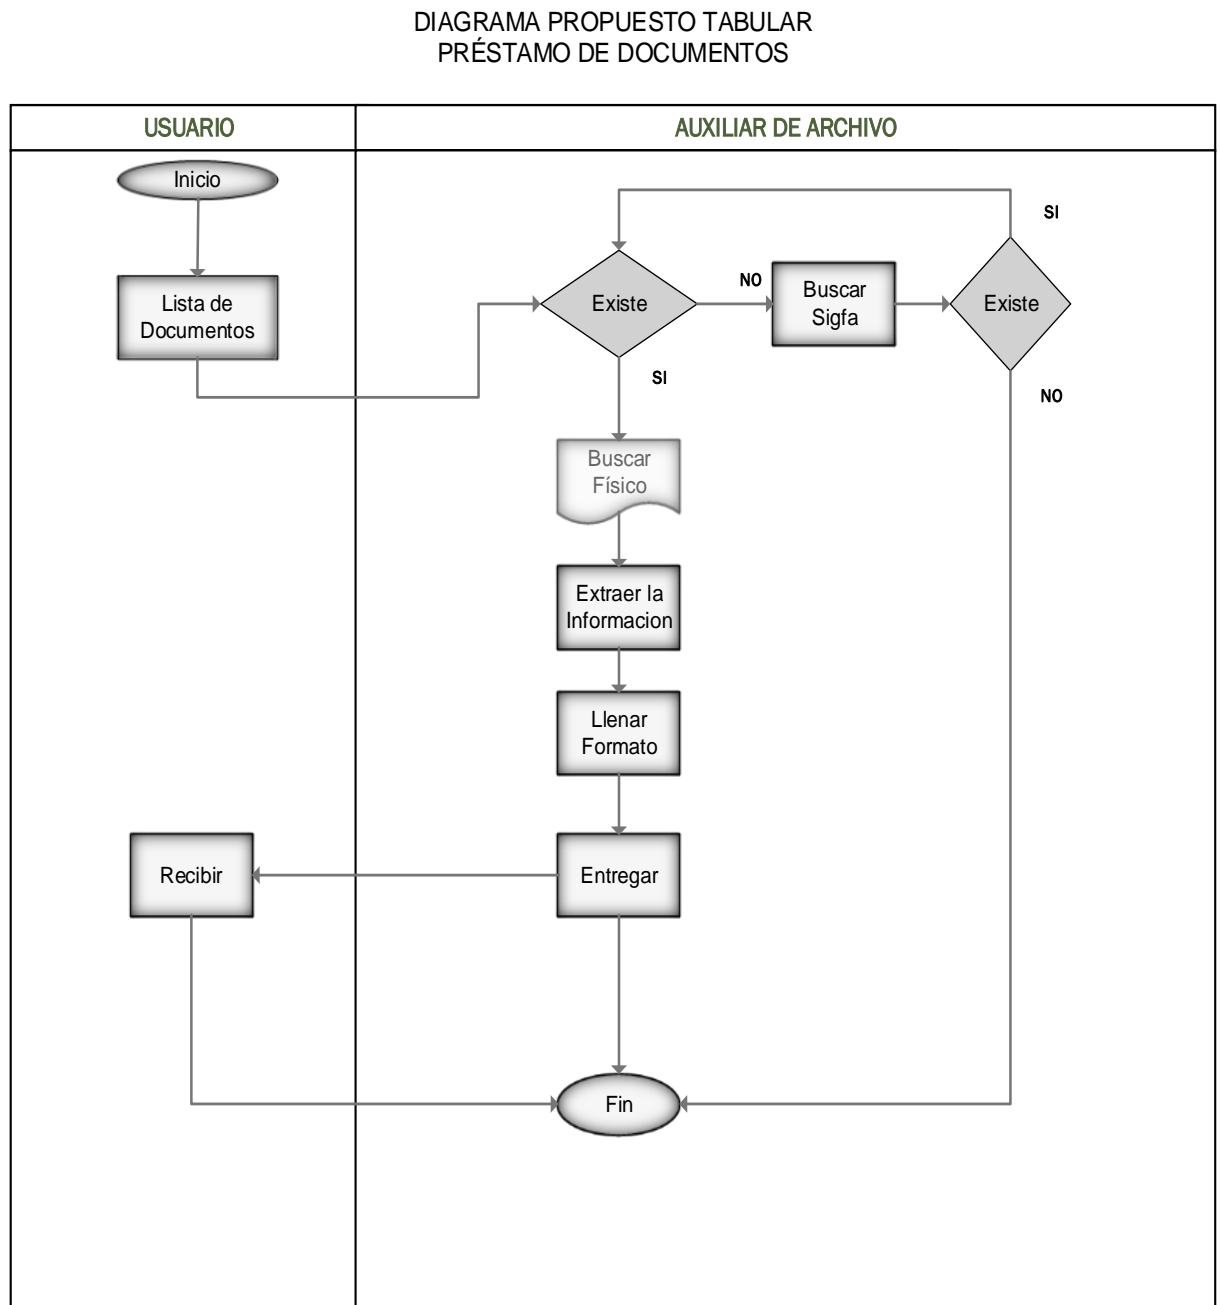 DIAGRAMA PROPUESTO TABULAR
PRÉSTAMO DE DOCUMENTOS
USUARIO
AUXILIAR DE ARCHIVO
Inicio
SI
Lista de
Documentos
Existe
NO
Buscar
Sigfa
Existe
SI
NO
Buscar
Físico
Extraer la
Informacion
Llenar
Formato
Recibir
Entregar
Fin